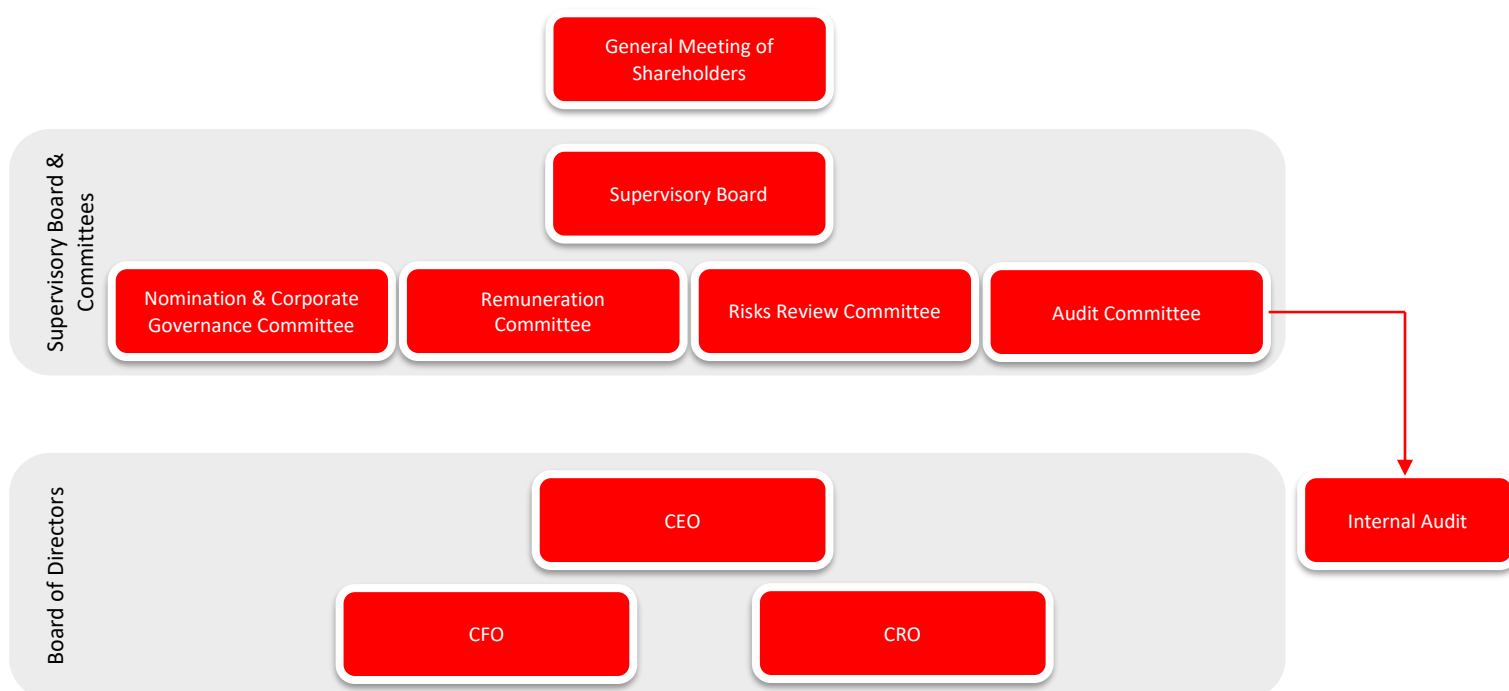 General Meeting of
Shareholders
Supervisory Board &
Committees
Supervisory Board
Nomination & Corporate
Governance Committee
Remuneration
Committee
Risks Review Committee
Audit Committee
Board of Directors
CEO
Internal Audit
CFO
CRO